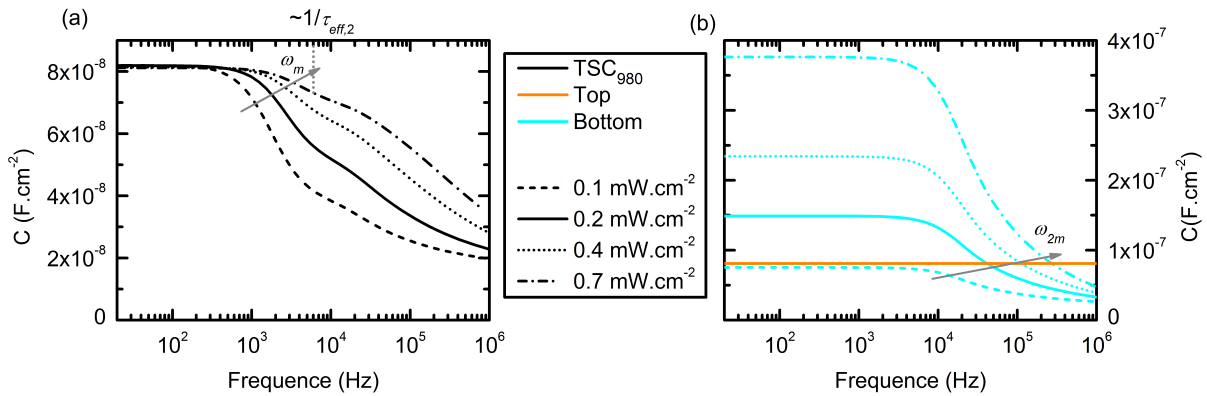 (a)
~1/τeff,2
ωm
C (F.cm-2)
8x10-8
6x10-8
4x10-8
2x10-8
0
102
103
104
105
106
Frequence (Hz)
TSC980
Top
Bottom
0.1 mW.cm-2
0.2 mW.cm-2
0.4 mW.cm-2
0.7 mW.cm-2
(b)
ω2m
4x10-7
3x10-7
2x10-7
1x10-7
0
C(F.cm-2)
102
103
104
105
106
Frequence (Hz)